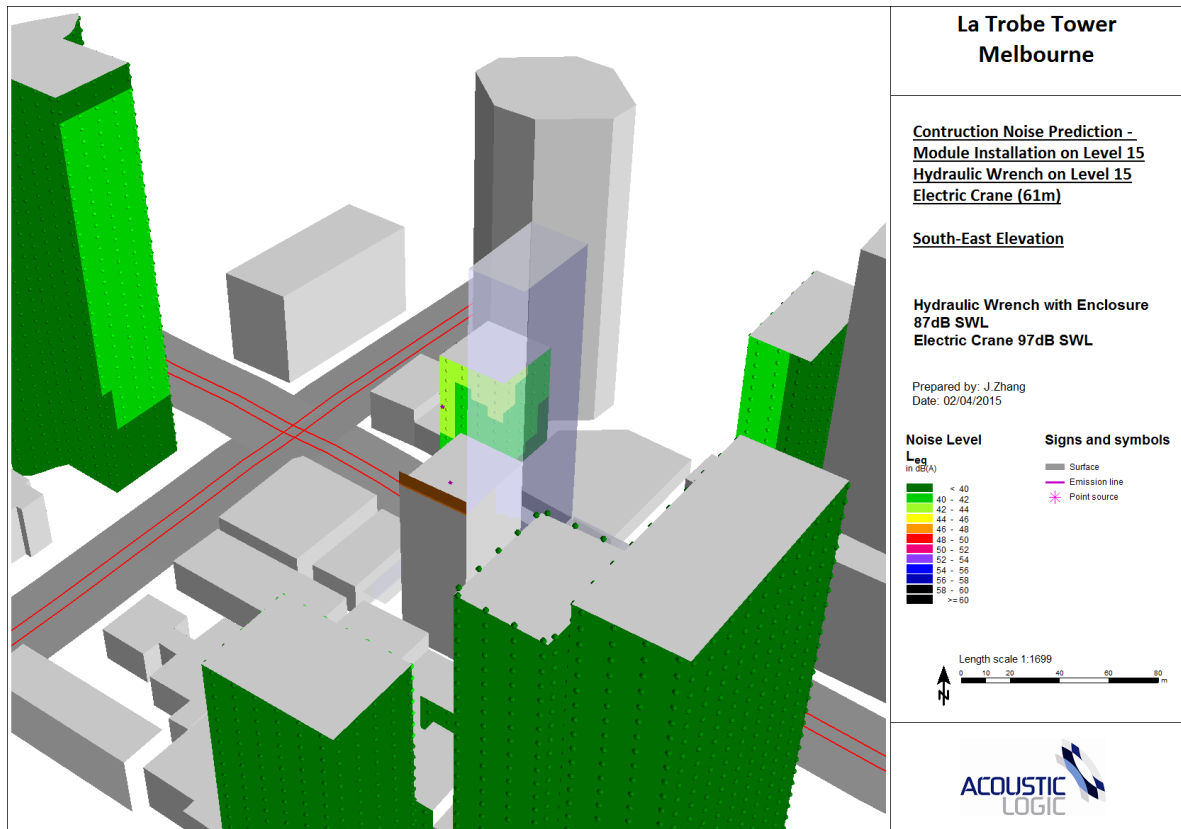 La Trobe Tower
Melbourne
Contruction Noise Prediction -
Module Installation on Level 15
Hydraulic Wrench on Level 15
Electric Crane (61m)
South-East Elevation
Hydraulic Wrench with Enclosure
87dB SWL
Electric Crane 97dB SWL
Prepared by: J.Zhang
Date: 02/04/2015
Noise Level
Leq
in dB(A)
< 40
40 - 42
42 - 44
44 - 46
46 - 48
48 - 50
50 - 52
52 - 54
54 - 56
56 - 58
58 - 60
>= 60
Signs and symbols
Surface
Emission line
Point source
Length scale 1:1699
0 10 20 40 60 80
m
N
ACOUSTIC
LOGIC